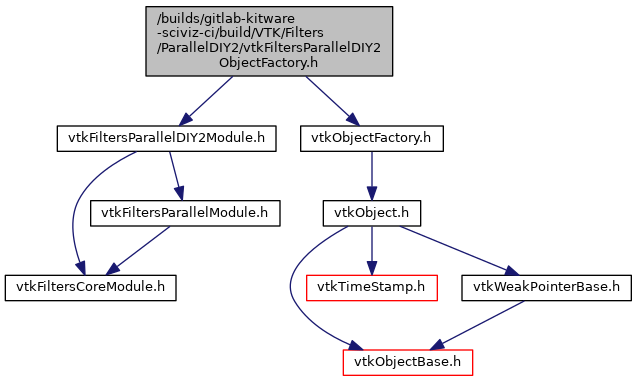 /builds/gitlab-kitware
-sciviz-ci/build/VTK/Filters
/ParallelDIY2/vtkFiltersParallelDIY2
ObjectFactory.h
vtkFiltersParallelDIY2Module.h
vtkObjectFactory.h
vtkFiltersParallelModule.h
vtkObject.h
vtkFiltersCoreModule.h
vtkTimeStamp.h
vtkWeakPointerBase.h
vtkObjectBase.h